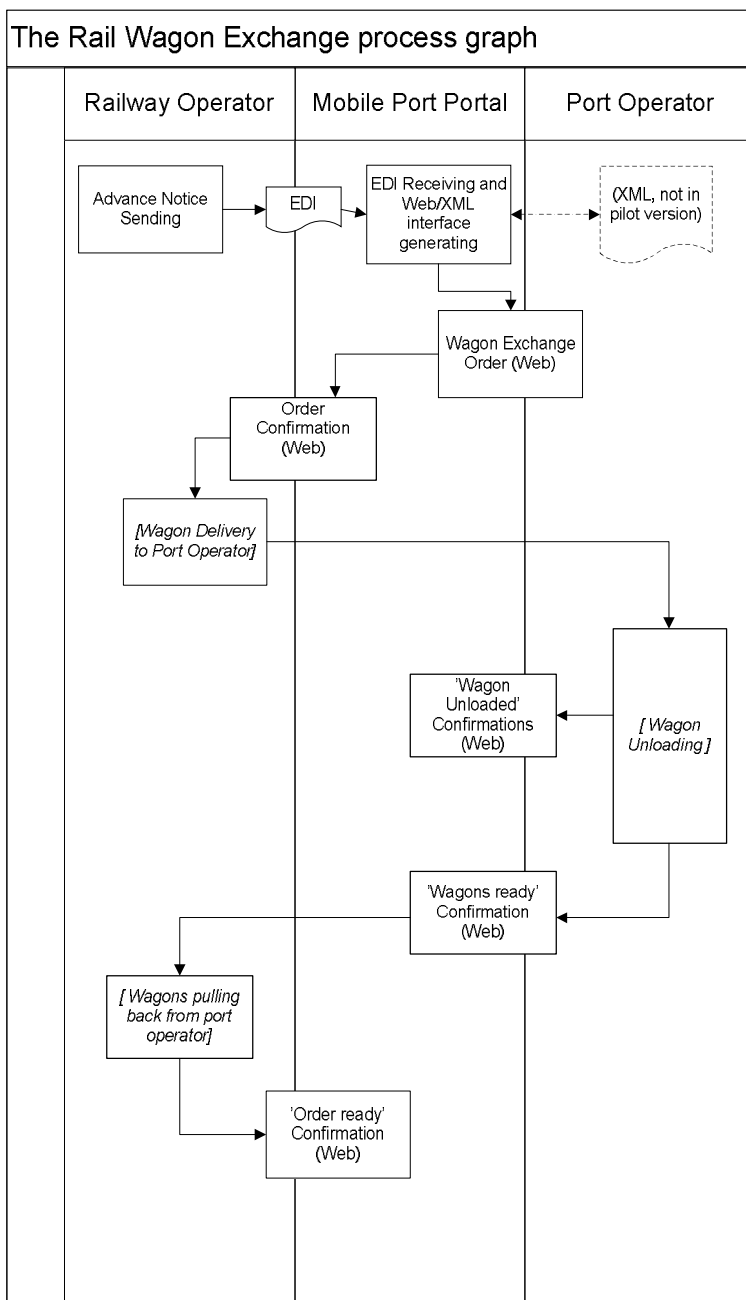 The Rail Wagon Exchange process graph
Railway Operator
Mobile Port Portal
Port Operator
Advance Notice
Sending
EDI
EDI Receiving and
Web/XML
interface
generating
(XML, not in
pilot version)
Wagon Exchange
Order (Web)
Order
Confirmation
(Web)
[Wagon Delivery
to Port Operator]
'Wagon
Unloaded'
Confirmations
(Web)
[ Wagon
Unloading ]
'Wagons ready'
Confirmation
(Web)
[ Wagons pulling
back from port
operator]
'Order ready'
Confirmation
(Web)